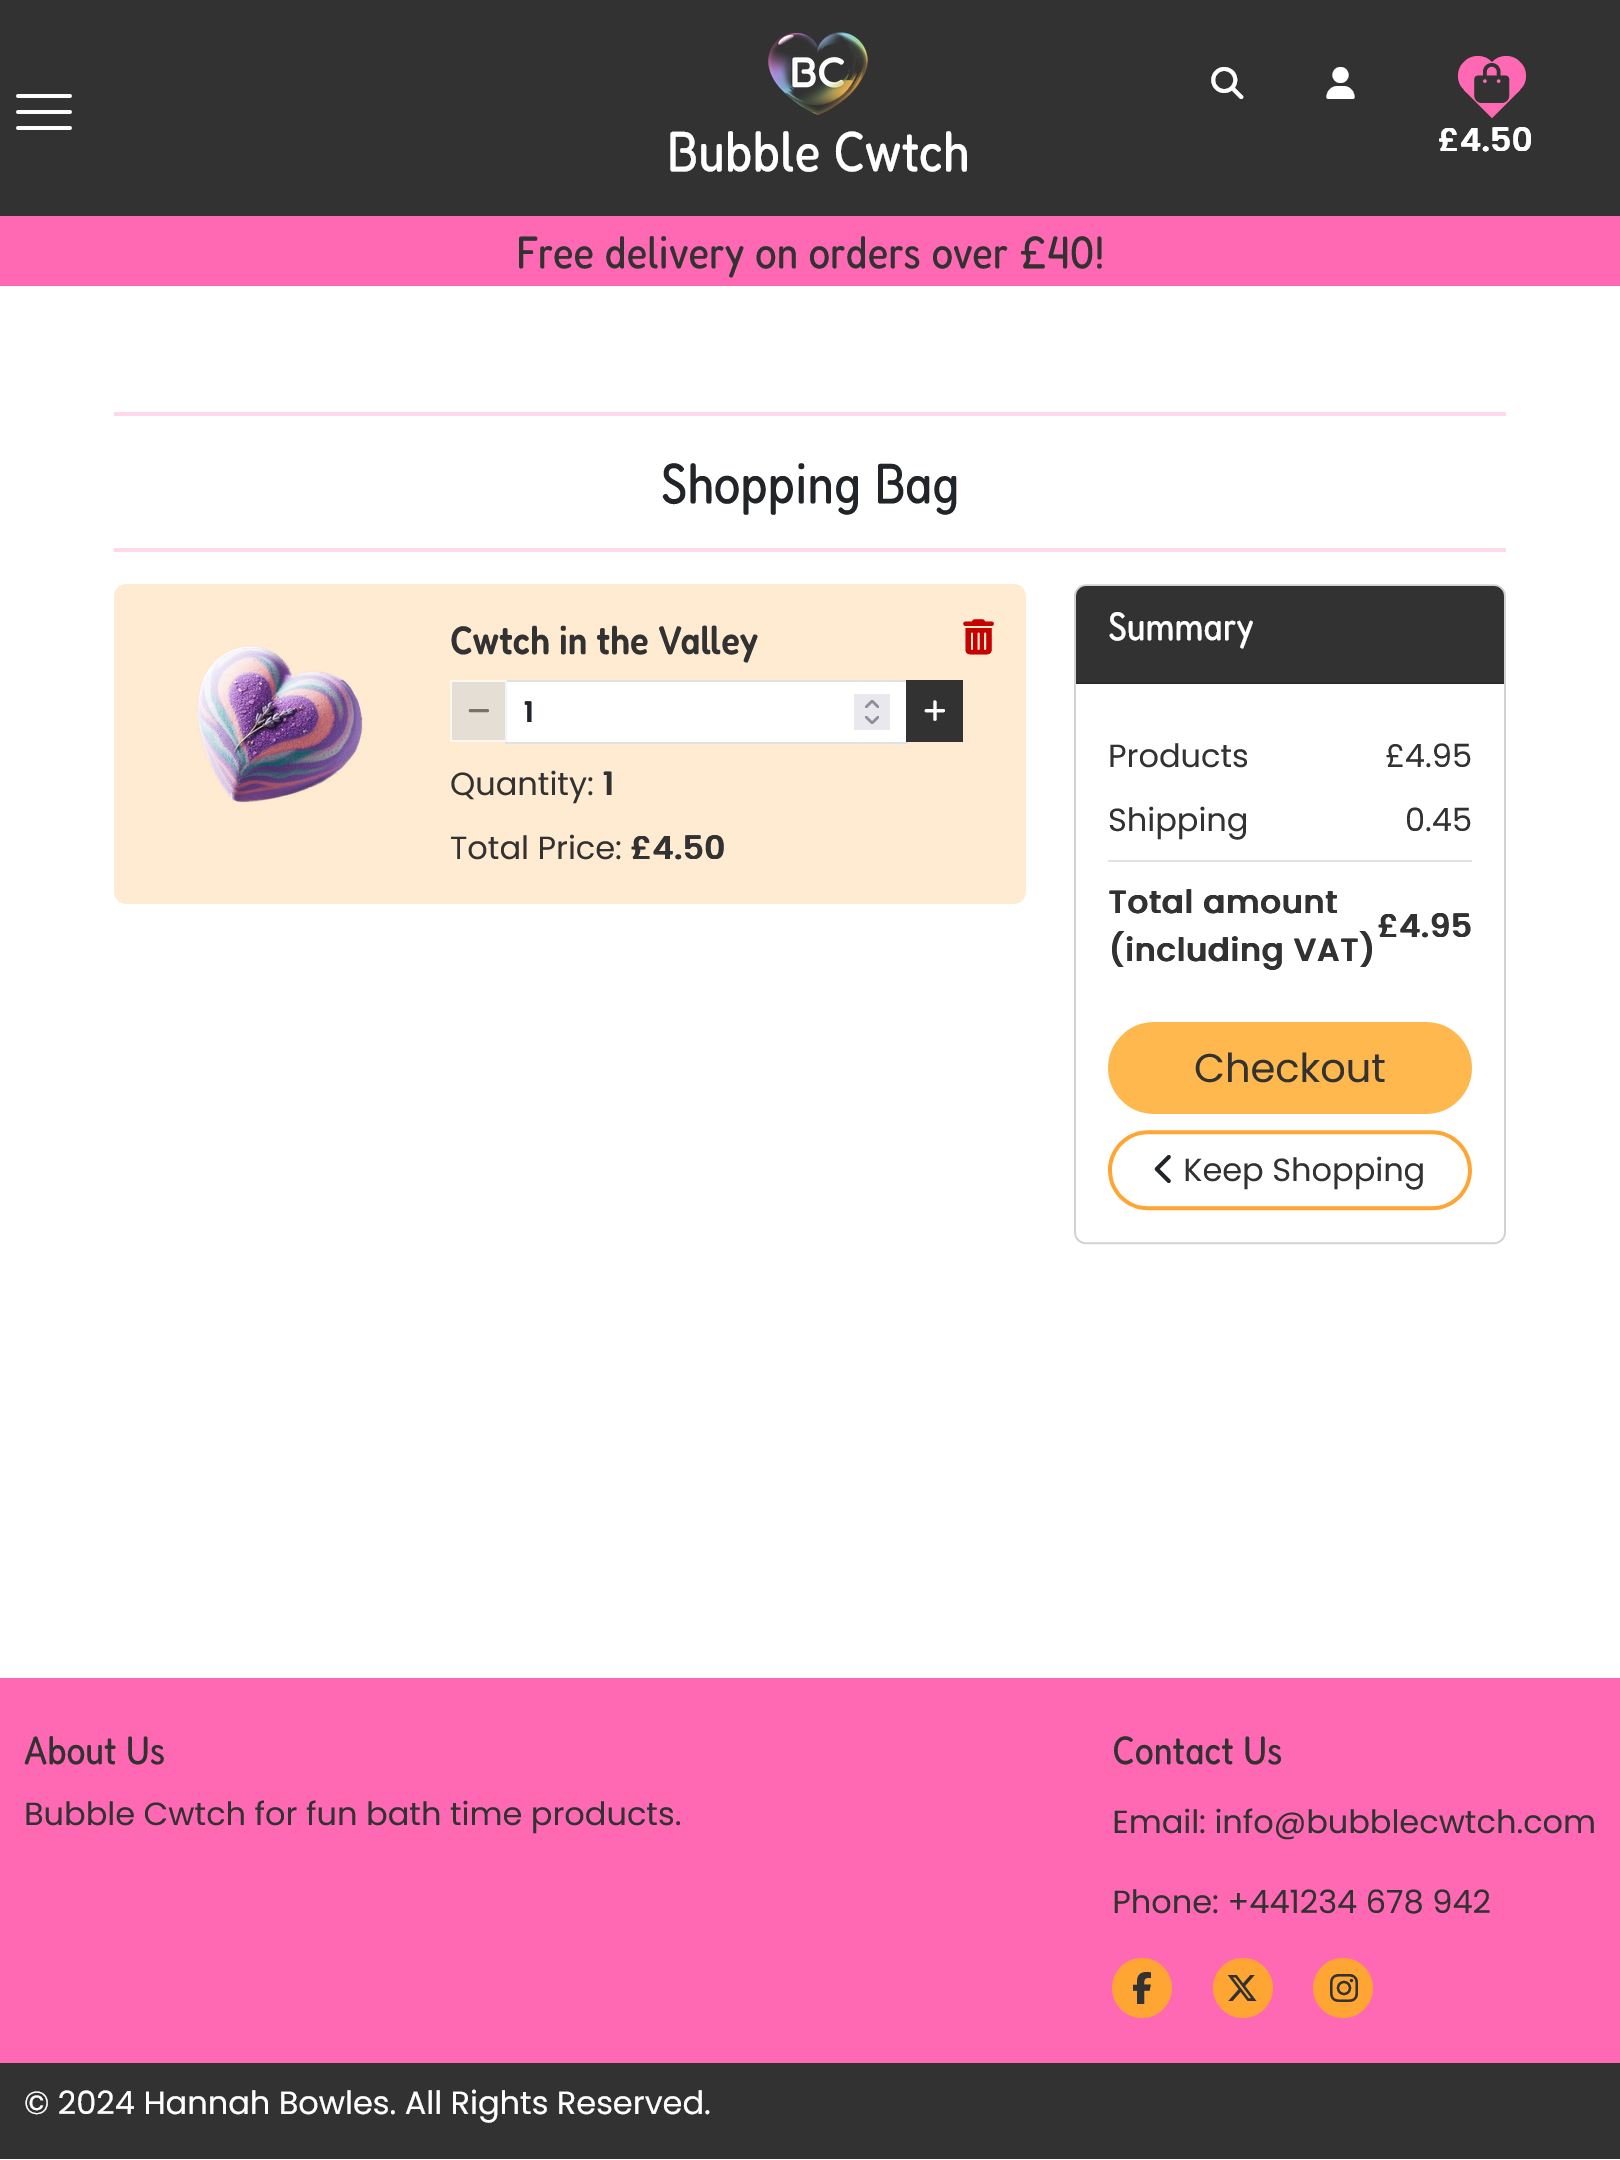 BC
Bubble Cwtch
£4.50
Free delivery on orders over £40!
Shopping Bag
Cwtch in the Valley
1
Quantity: 1
Total Price: £4.50
Summary
Products £4.95
Shipping 0.45
Total amount
(including VAT) £4.95
Checkout
Keep Shopping
About Us
Bubble Cwtch for fun bath time products.
Contact Us
Email: info@bubblecwtch.com
Phone: +441234 678 942
© 2024 Hannah Bowles. All Rights Reserved.